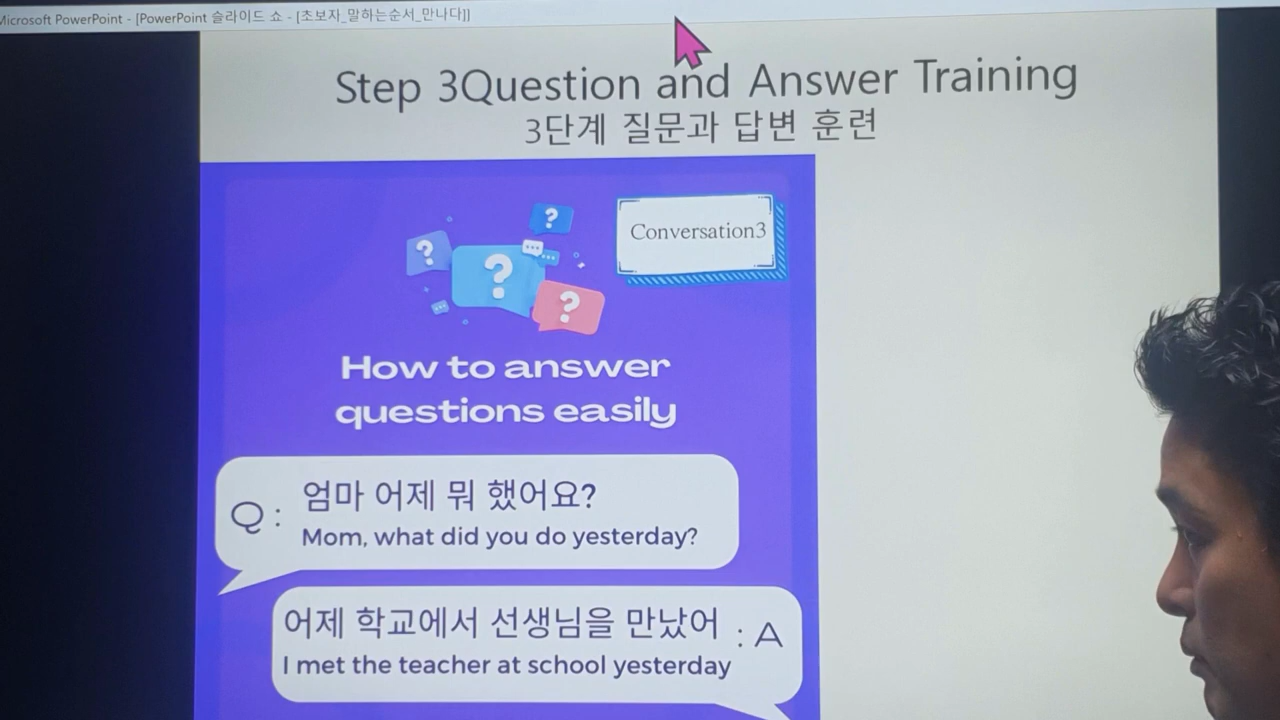 Microsoft PowerPoint - [PowerPoint 슬라이드 쇼 - [초보자_말하는순서_만나다]]
Step 3Question and Answer Training
3단계 질문과 답변 훈련
Conversation3
How to answer
questions easily
Q : 엄마 어제 뭐 했어요?
Mom, what did you do yesterday?
어제 학교에서 선생님을 만났어 : A
I met the teacher at school yesterday